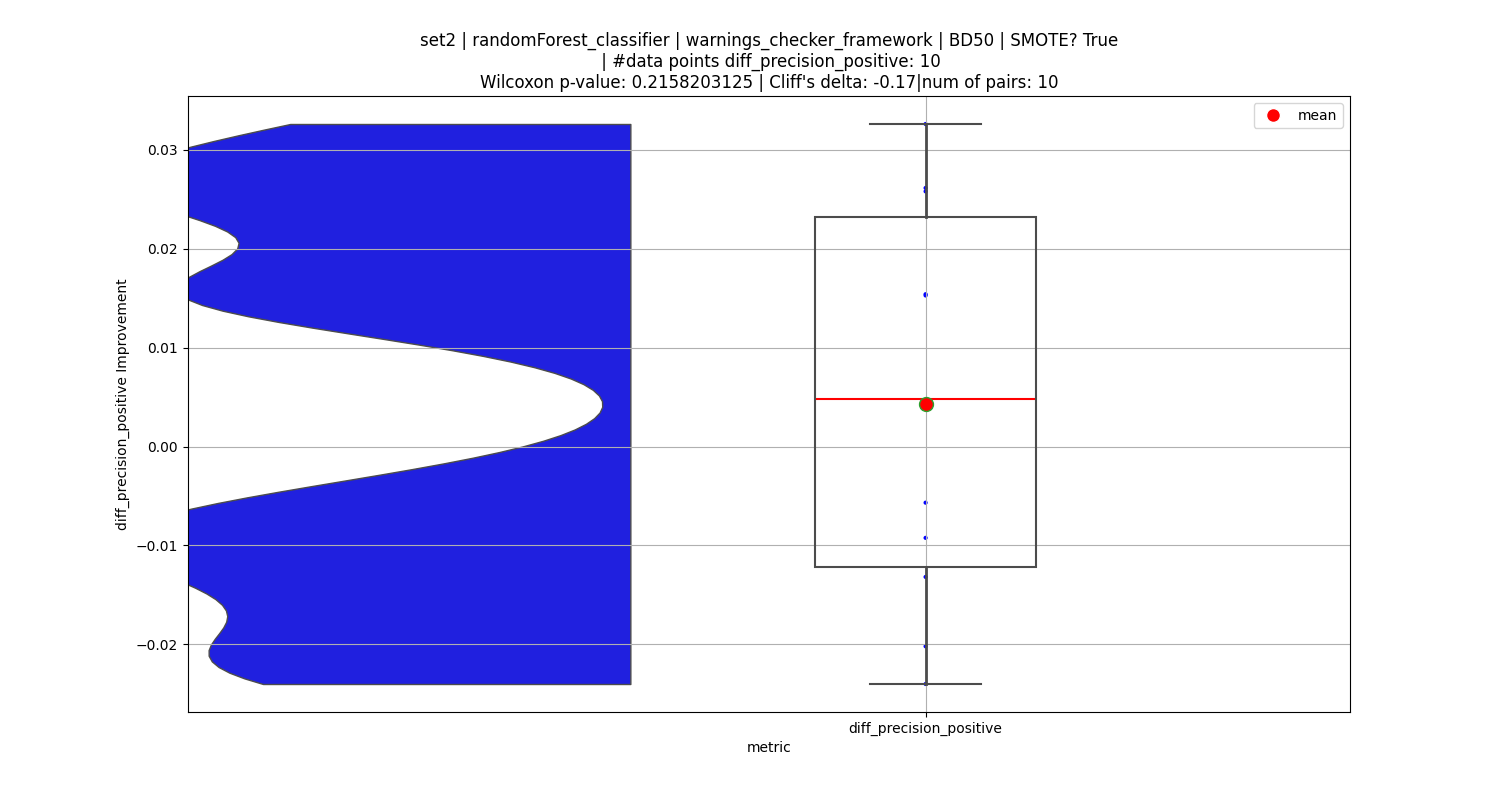 set2 | randomForest_classifier | warnings_checker_framework | BD50 | SMOTE? True
| #data points diff_precision_positive: 10
Wilcoxon p-value: 0.2158203125 | Cliff's delta: -0.17|num of pairs: 10
mean
0.03
0.02
0.01
0.00
−0.01
−0.02
diff_precision_positive Improvement
diff_precision_positive
metric